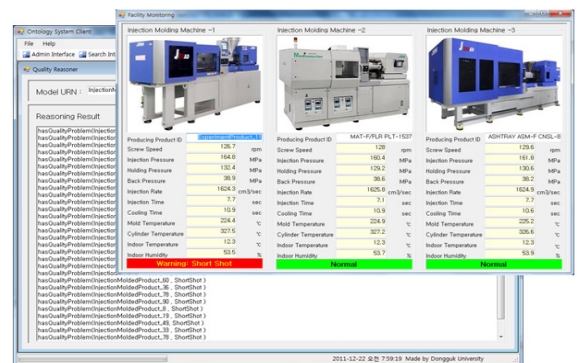 Facility Monitoring
Injection Molding Machine -1
Producing Product ID ExperimentProduct_17
Screw Speed 126.7 rpm
Injection Pressure 164.8 MPa
Holding Pressure 132.4 MPa
Back Pressure 38.9 MPa
Injection Rate 1624.3 cm3/sec
Injection Time 7.7 sec
Cooling Time 10.9 sec
Mold Temperature 224.4 ℃
Cylinder Temperature 327.5 ℃
Indoor Temperature 12.3 ℃
Indoor Humidity 53.5 %
Warning: Short Shot
Injection Molding Machine -2
Producing Product ID MAT-F/FLR PLT-1537
Screw Speed 128 rpm
Injection Pressure 160.4 MPa
Holding Pressure 129.2 MPa
Back Pressure 38.6 MPa
Injection Rate 1625.8 cm3/sec
Injection Time 7.1 sec
Cooling Time 10.9 sec
Mold Temperature 224.9 ℃
Cylinder Temperature 327.2 ℃
Indoor Temperature 12.3 ℃
Indoor Humidity 53.7 %
Normal
Injection Molding Machine -3
Producing Product ID ASHTRAY ASM-F CNSL-8
Screw Speed 129.6 rpm
Injection Pressure 161.8 MPa
Holding Pressure 130.6 MPa
Back Pressure 38.2 MPa
Injection Rate 1624.9 cm3/sec
Injection Time 7.7 sec
Cooling Time 10.6 sec
Mold Temperature 225.2 ℃
Cylinder Temperature 326.6 ℃
Indoor Temperature 12.3 ℃
Indoor Humidity 53.9 %
Normal
Ontology System Client
File Help
Admin Interface Search Int
Quality Reasoner
Model URN : InjectionM
Reasoning Result
hasQualityProblem(Injection
hasQualityProblem(Injection
hasQualityProblem(Injection
hasQualityProblem(Injection
hasQualityProblem(Injection
hasQualityProblem(Injection
hasQualityProblem(Injection
hasQualityProblem(Injection
hasQualityProblem(Injection
hasQualityProblem(Injection
hasQualityProblem(Injection
hasQualityProblem(Injection
hasQualityProblem(Injection
hasQualityProblem(Injection
hasQualityProblem(InjectionMoldedProduct_60 , ShortShot )
hasQualityProblem(InjectionMoldedProduct_35 , ShortShot )
hasQualityProblem(InjectionMoldedProduct_78 , ShortShot )
hasQualityProblem(InjectionMoldedProduct_90 , ShortShot )
hasQualityProblem(InjectionMoldedProduct_8 , ShortShot )
hasQualityProblem(InjectionMoldedProduct_19 , ShortShot )
hasQualityProblem(InjectionMoldedProduct_49, ShortShot )
hasQualityProblem(InjectionMoldedProduct_33 , ShortShot )
hasQualityProblem(InjectionMoldedProduct_78 , ShortShot )
2011-12-22 오전 7:59:19 Made by Dongguk University